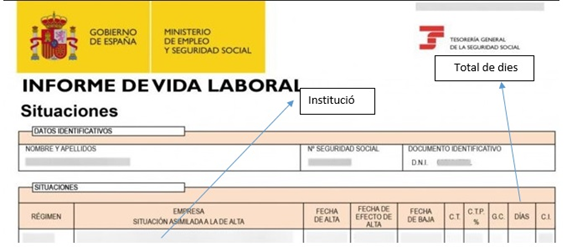 GOBIERNO
DE ESPAÑA
MINISTERIO
DE EMPLEO
Y SEGURIDAD SOCIAL
TESORERÍA GENERAL
DE LA SEGURIDAD SOCIAL
Total de dies
INFORME DE VIDA LABORAL
Institució
Situaciones
DATOS IDENTIFICATIVOS
NOMBRE Y APELLIDOS
Nº SEGURIDAD SOCIAL
DOCUMENTO IDENTIFICATIVO
D.N.I.
SITUACIONES
RÉGIMEN
EMPRESA
SITUACIÓN ASIMILADA A LA DE ALTA
FECHA
DE ALTA
FECHA DE
EFECTO DE
ALTA
FECHA
DE BAJA
C.T.
C.T.P.
%
G.C.
DÍAS
C.I.